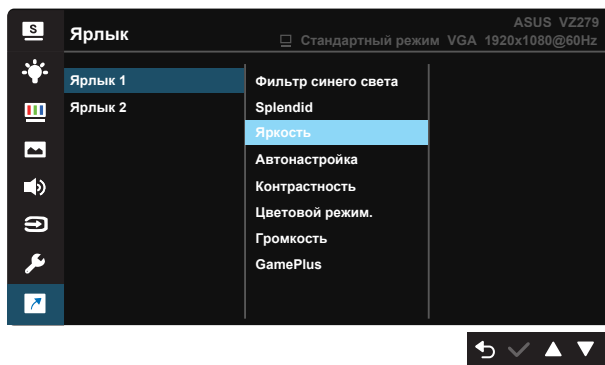 S
ASUS VZ279
Ярлык
Стандартный режим VGA 1920x1080@60Hz
Ярлык 1
Ярлык 2
Фильтр синего света
Splendid
Яркость
Автонастройка
Контрастность
Цветовой режим.
Громкость
GamePlus